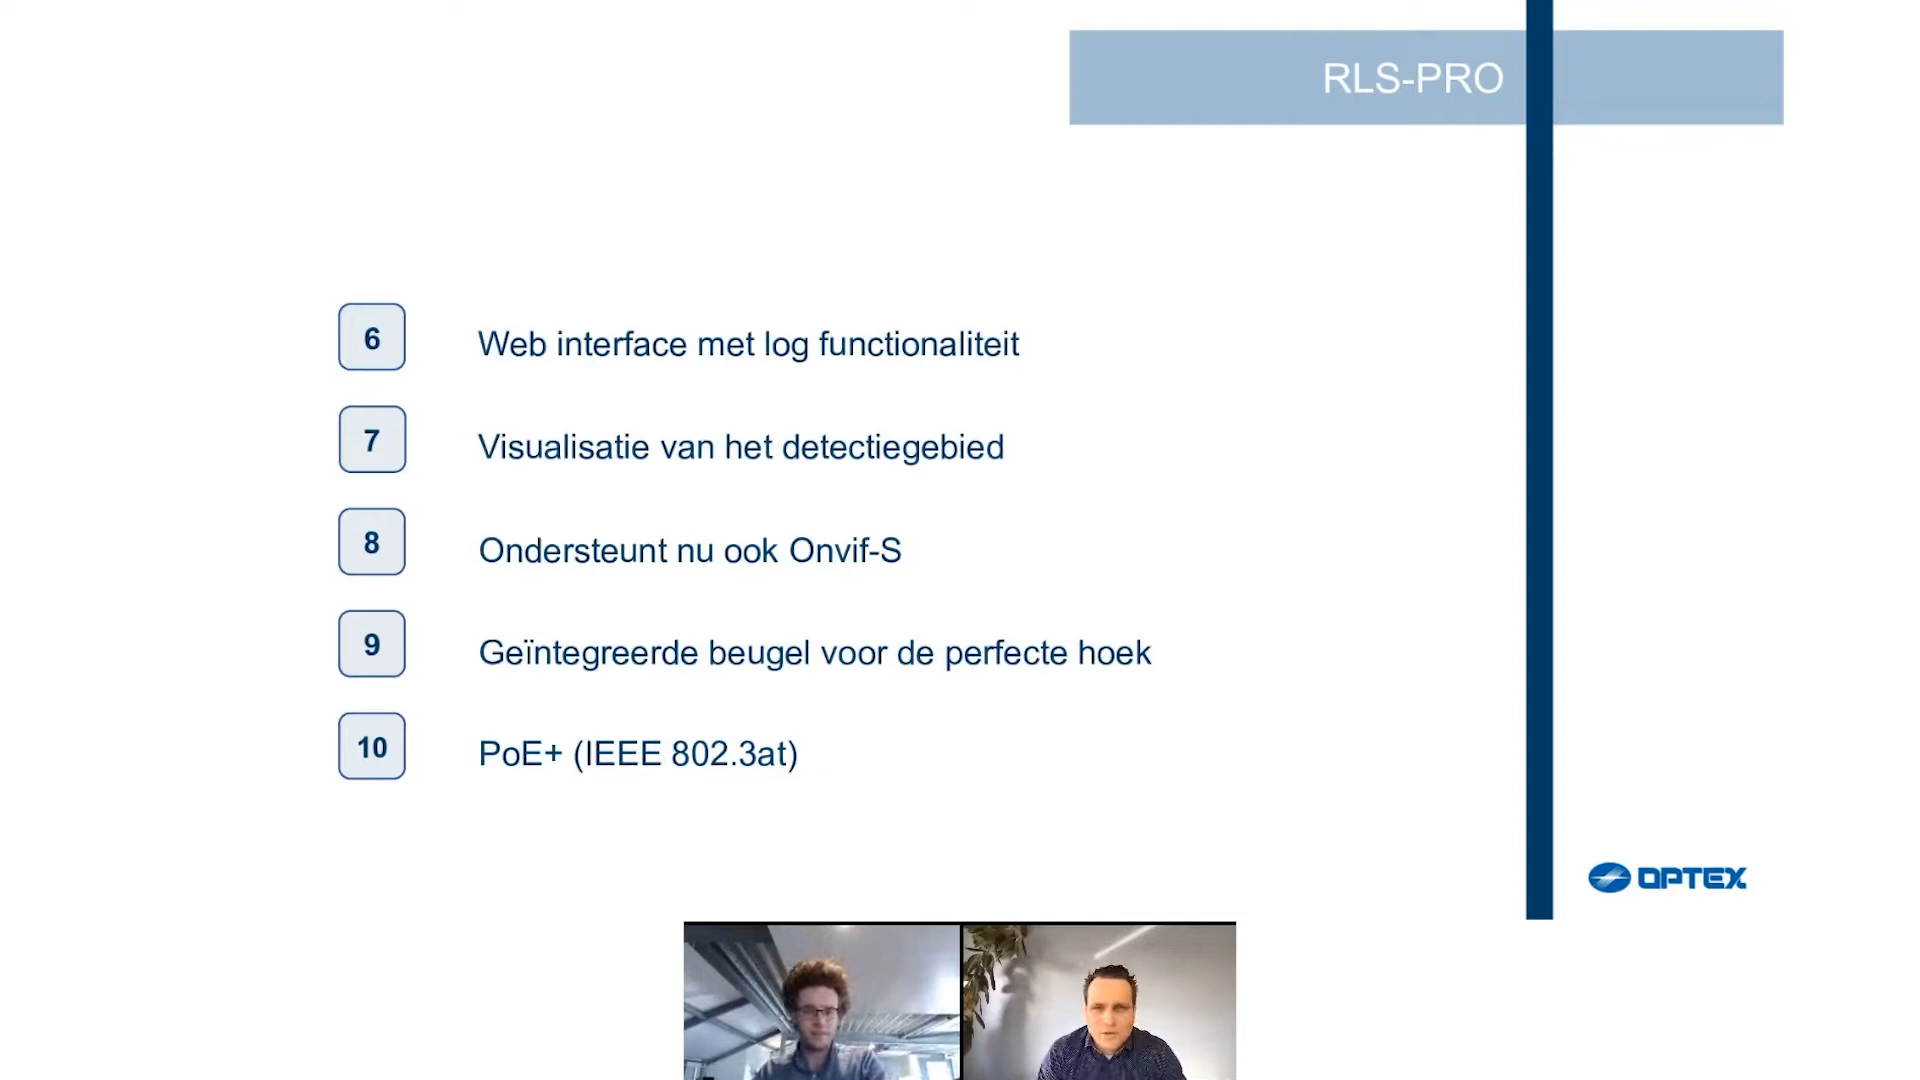 RLS-PRO
6
Web interface met log functionaliteit
7
Visualisatie van het detectiegebied
8
Ondersteunt nu ook Onvif-S
9
Geïntegreerde beugel voor de perfecte hoek
10
PoE+ (IEEE 802.3at)
OPTEX